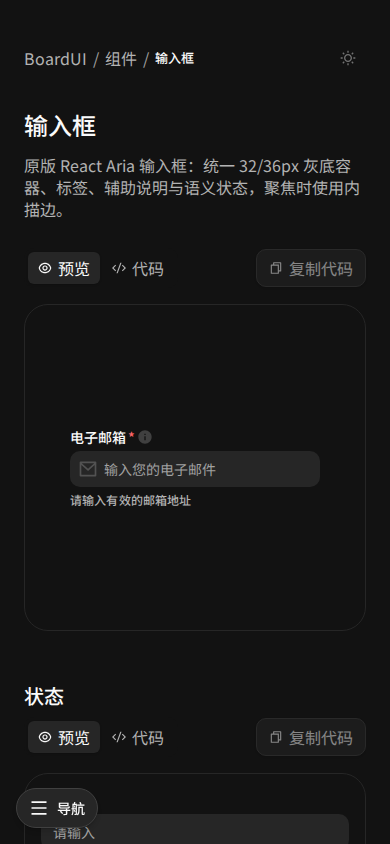 BoardUI / 组件 / 输入框
输入框
原版 React Aria 输入框：统一 32/36px 灰底容
器、标签、辅助说明与语义状态，聚焦时使用内
描边。
预览 代码 复制代码
电子邮箱 *
输入您的电子邮件
请输入有效的邮箱地址
状态
预览 代码 复制代码
导航
请输入